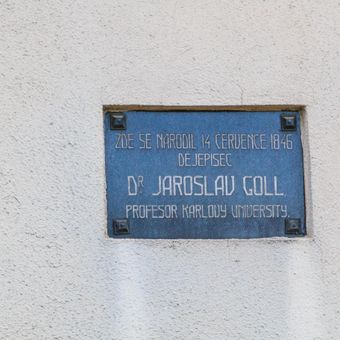 ZDE SE NARODIL 14 ČERVENCE 1846
DĚJEPISEC
DR JAROSLAV GOLL,
PROFESOR KARLOVY UNIVERSITY.